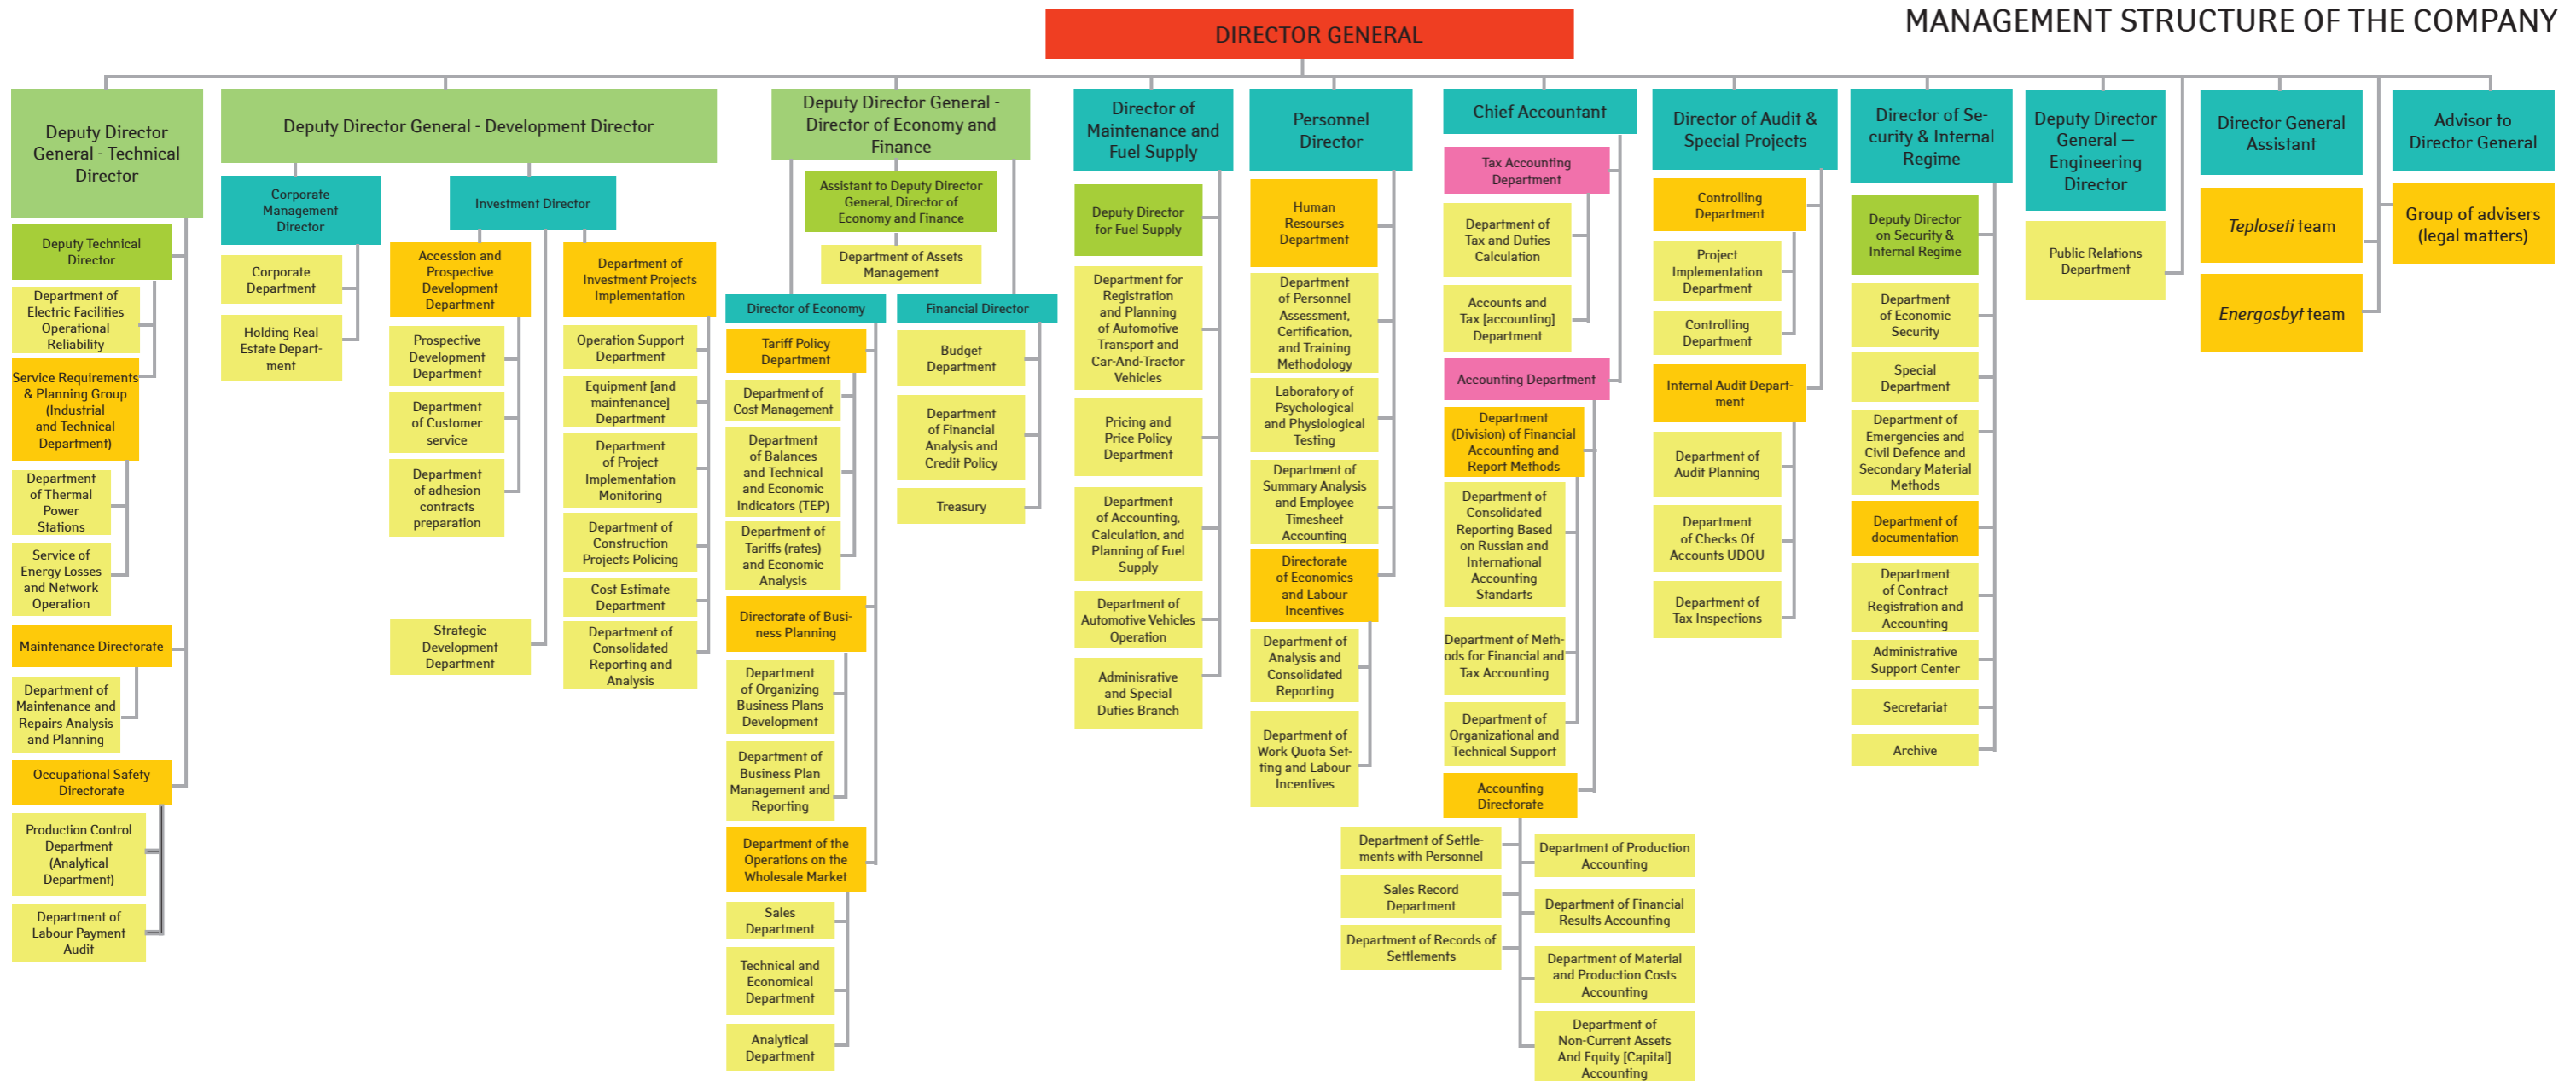 MANAGEMENT STRUCTURE OF THE COMPANY
DIRECTOR GENERAL
Deputy Director
General - Technical
Director
Deputy Technical
Director
Department of
Electric Facilities
Operational
Reliability
Service Requirements
& Planning Group
(Industrial
and Technical
Department)
Department
of Thermal
Power
Stations
Service of
Energy Losses
and Network
Operation
Maintenance Directorate
Department of
Maintenance and
Repairs Analysis
and Planning
Occupational Safety
Directorate
Production Control
Department
(Analytical
Department)
Department of
Labour Payment
Audit
Deputy Director General - Development Director
Corporate
Management
Director
Corporate
Department
Holding Real
Estate Depart-
ment
Investment Director
Accession and
Prospective
Development
Department
Prospective
Development
Department
Department
of Customer
service
Department
of adhesion
contracts
preparation
Strategic
Development
Department
Department of
Investment Projects
Implementation
Operation Support
Department
Equipment [and
maintenance]
Department
Department
of Project
Implementation
Monitoring
Department of
Construction
Projects Policing
Cost Estimate
Department
Department of
Consolidated
Reporting and
Analysis
Deputy Director General -
Director of Economy and
Finance
Assistant to Deputy Director
General, Director of
Economy and Finance
Department of Assets
Management
Director of Economy
Tariff Policy
Department
Department of
Cost Management
Department
of Balances
and Technical
and Economic
Indicators (TEP)
Department of
Tariffs (rates)
and Economic
Analysis
Directorate of Busi-
ness Planning
Department
of Organizing
Business Plans
Development
Department of
Business Plan
Management and
Reporting
Department of the
Operations on the
Wholesale Market
Sales
Department
Technical and
Economical
Department
Analytical
Department
Financial Director
Budget
Department
Department
of Financial
Analysis and
Credit Policy
Treasury
Director of
Maintenance and
Fuel Supply
Deputy Director
for Fuel Supply
Department for
Registration
and Planning
of Automotive
Transport and
Car-And-Tractor
Vehicles
Pricing and
Price Policy
Department
Department
of Accounting,
Calculation, and
Planning of Fuel
Supply
Department of
Automotive Vehicles
Operation
Adminisrative
and Special
Duties Branch
Personnel
Director
Human
Resourses
Department
Department
of Personnel
Assessment,
Certification,
and Training
Methodology
Laboratory of
Psychological
and Physiological
Testing
Department of
Summary Analysis
and Employee
Timesheet
Accounting
Directorate
of Economics
and Labour
Incentives
Department of
Analysis and
Consolidated
Reporting
Department of
Work Quota Set-
ting and Labour
Incentives
Chief Accountant
Tax Accounting
Department
Department of
Tax and Duties
Calculation
Accounts and
Tax [accounting]
Department
Accounting Department
Department
(Division) of Financial
Accounting and
Report Methods
Department of
Consolidated
Reporting Based
on Russian and
International
Accounting
Standarts
Department of Meth-
ods for Financial and
Tax Accounting
Department of
Organizational and
Technical Support
Accounting
Directorate
Department of Settle-
ments with Personnel
Sales Record
Department
Department of Records of
Settlements
Department of Production
Accounting
Department of Financial
Results Accounting
Department of Material
and Production Costs
Accounting
Department of
Non-Current Assets
And Equity [Capital]
Accounting
Director of Audit &
Special Projects
Controlling
Department
Project
Implementation
Department
Controlling
Department
Internal Audit Depart-
ment
Department of
Audit Planning
Department
of Checks Of
Accounts UDOU
Department of
Tax Inspections
Director of Se-
curity & Internal
Regime
Deputy Director
on Security &
Internal Regime
Department
of Economic
Security
Special
Department
Department of
Emergencies and
Civil Defence and
Secondary Material
Methods
Department of
documentation
Department
of Contract
Registration and
Accounting
Administrative
Support Center
Secretariat
Archive
Deputy Director
General —
Engineering
Director
Public Relations
Department
Director General
Assistant
Teploseti team
Energosbyt team
Advisor to
Director General
Group of advisers
(legal matters)